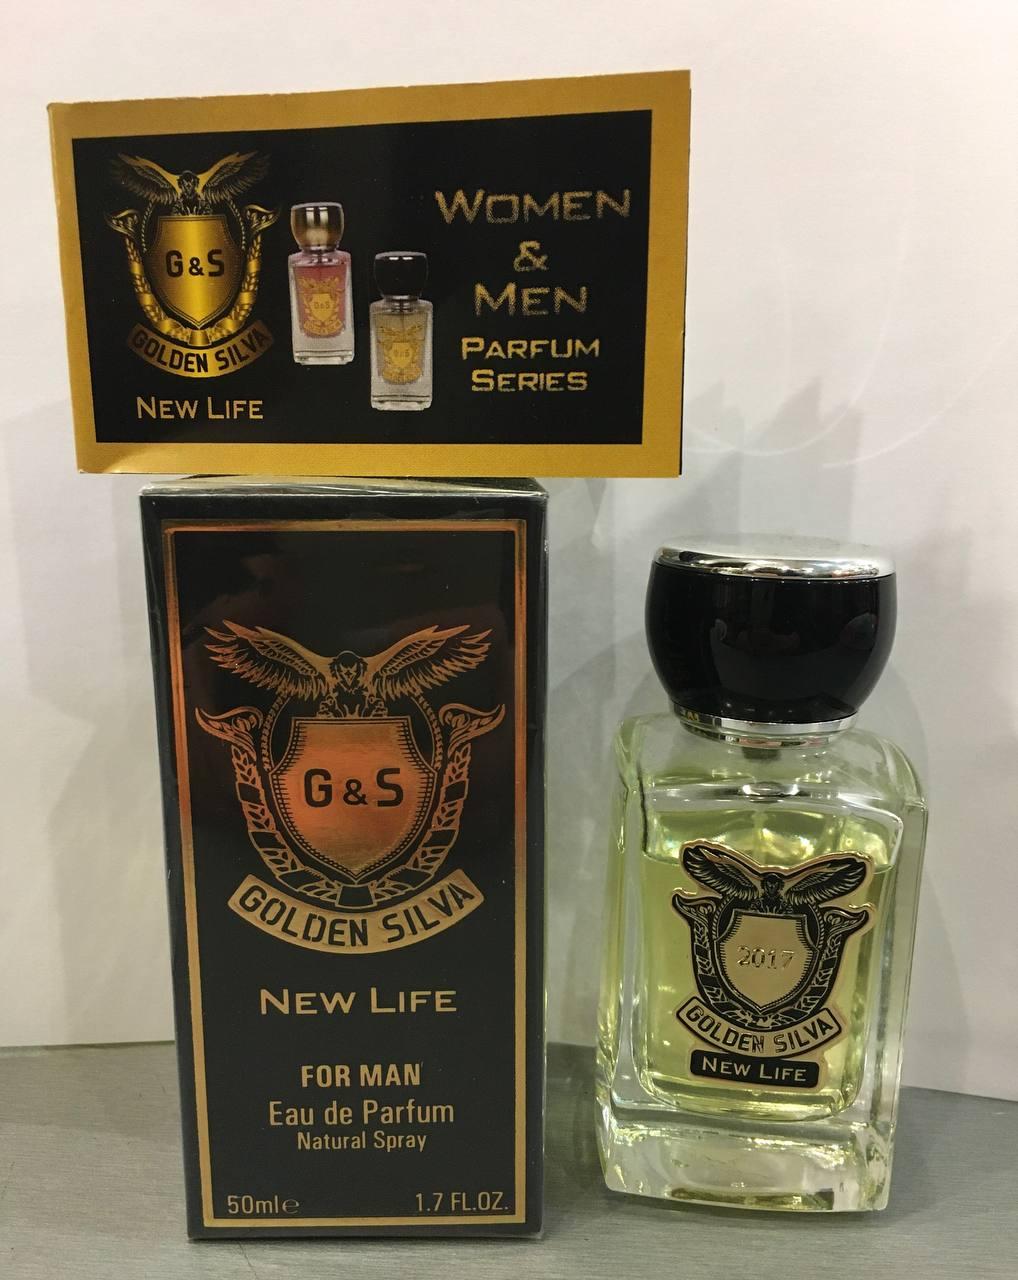 G & S
GOLDEN SILVA
NEW LIFE
WOMEN
&
MEN
PARFUM
SERIES
G & S
GOLDEN SILVA
NEW LIFE
FOR MAN
Eau de Parfum
Natural Spray
50ml e
1.7 FL.OZ.
2017
GOLDEN SILVA
NEW LIFE